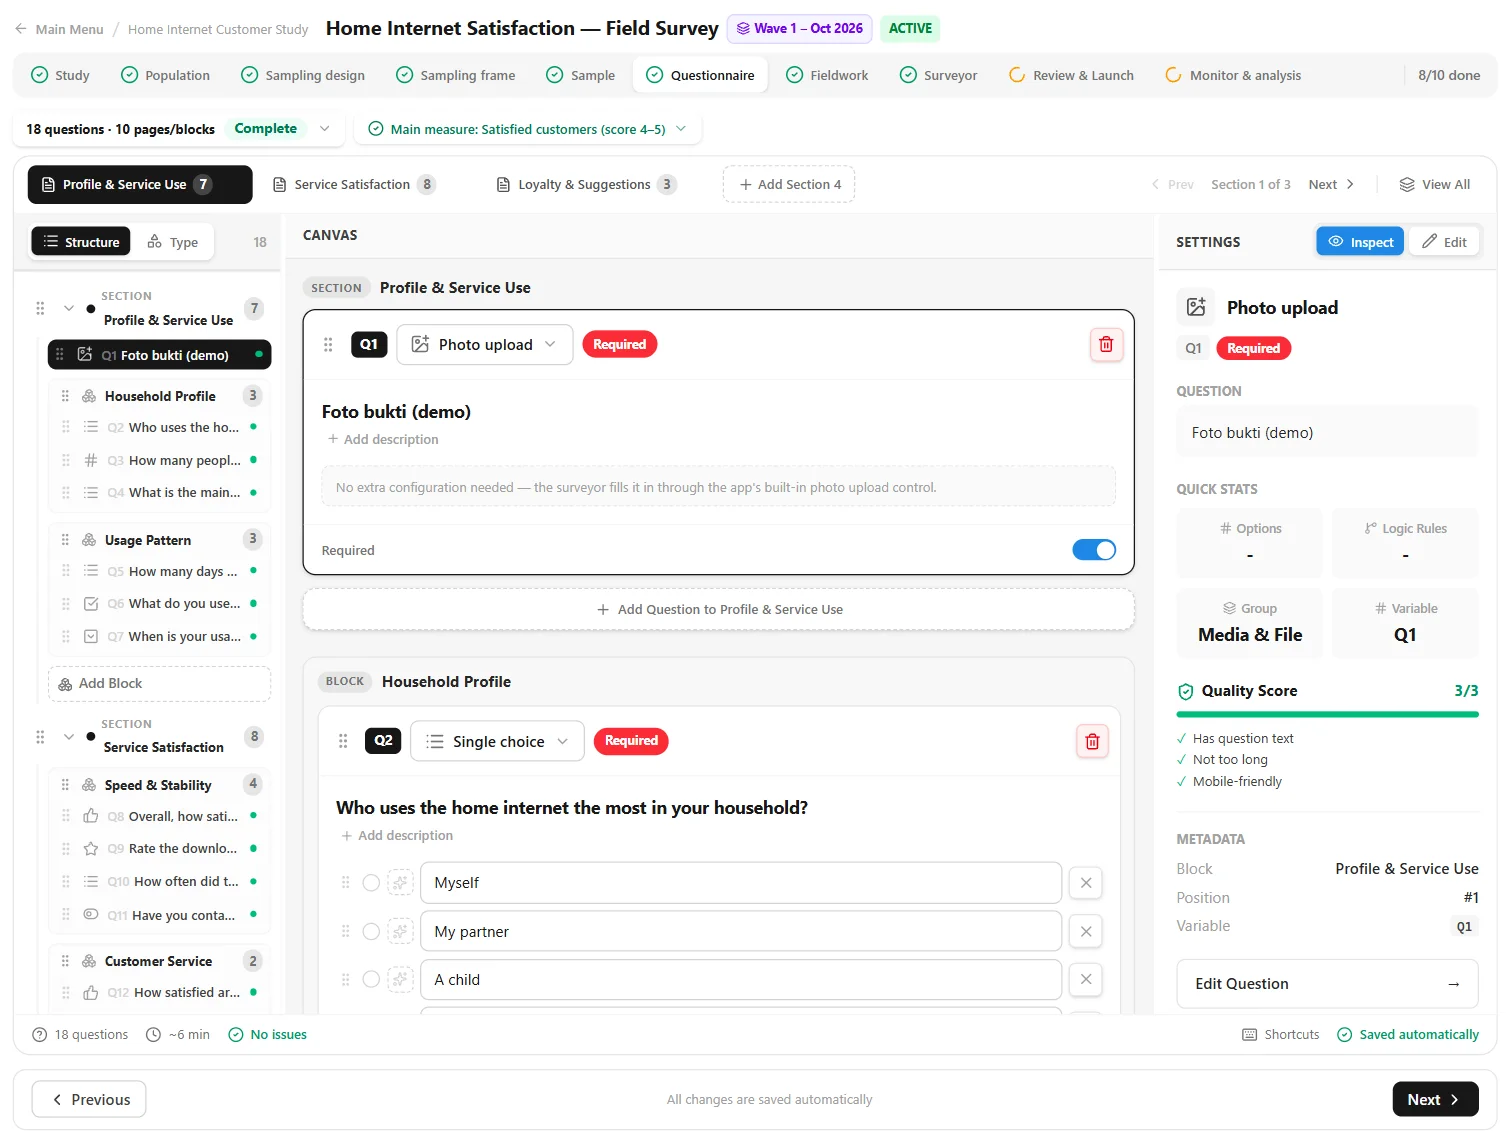 Main Menu / Home Internet Customer Study Home Internet Satisfaction — Field Survey Wave 1 – Oct 2026 ACTIVE
Study Population Sampling design Sampling frame Sample Questionnaire Fieldwork Surveyor Review & Launch Monitor & analysis 8/10 done
18 questions · 10 pages/blocks Complete Main measure: Satisfied customers (score 4–5)
Profile & Service Use 7 Service Satisfaction 8 Loyalty & Suggestions 3 + Add Section 4 Prev Section 1 of 3 Next View All
Structure Type 18
SECTION
Profile & Service Use 7
Q1 Foto bukti (demo)
Household Profile 3
Q2 Who uses the ho...
Q3 How many peopl...
Q4 What is the main...
Usage Pattern 3
Q5 How many days ...
Q6 What do you use...
Q7 When is your usa...
Add Block
SECTION
Service Satisfaction 8
Speed & Stability 4
Q8 Overall, how sati...
Q9 Rate the downlo...
Q10 How often did t...
Q11 Have you conta...
Customer Service 2
Q12 How satisfied ar...
CANVAS
SECTION Profile & Service Use
Q1 Photo upload Required
Foto bukti (demo)
+ Add description
No extra configuration needed — the surveyor fills it in through the app's built-in photo upload control.
Required
+ Add Question to Profile & Service Use
BLOCK Household Profile
Q2 Single choice Required
Who uses the home internet the most in your household?
+ Add description
Myself
My partner
A child
SETTINGS Inspect Edit
Photo upload
Q1 Required
QUESTION
Foto bukti (demo)
QUICK STATS
# Options Logic Rules
- -
Group # Variable
Media & File Q1
Quality Score 3/3
✓ Has question text
✓ Not too long
✓ Mobile-friendly
METADATA
Block Profile & Service Use
Position #1
Variable Q1
Edit Question →
18 questions ~6 min No issues Shortcuts Saved automatically
Previous All changes are saved automatically Next